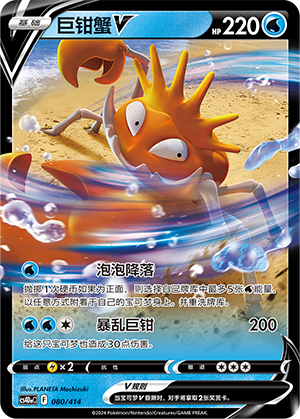 基础 巨钳蟹V HP 220
泡泡降落
抛掷1次硬币如果为正面，则选择自己牌库中最多5张能量，
以任意方式附着于自己的宝可梦身上。并重洗牌库。
暴乱巨钳 200
给这只宝可梦也造成30点伤害。
弱点 ×2 抗性 撤退
V规则
当宝可梦V昏厥时，对手将拿取2张奖赏卡。
Illus. PLANETA Mochizuki
CS4DaC F 080/414
©2024 Pokémon/Nintendo/Creatures/GAME FREAK.